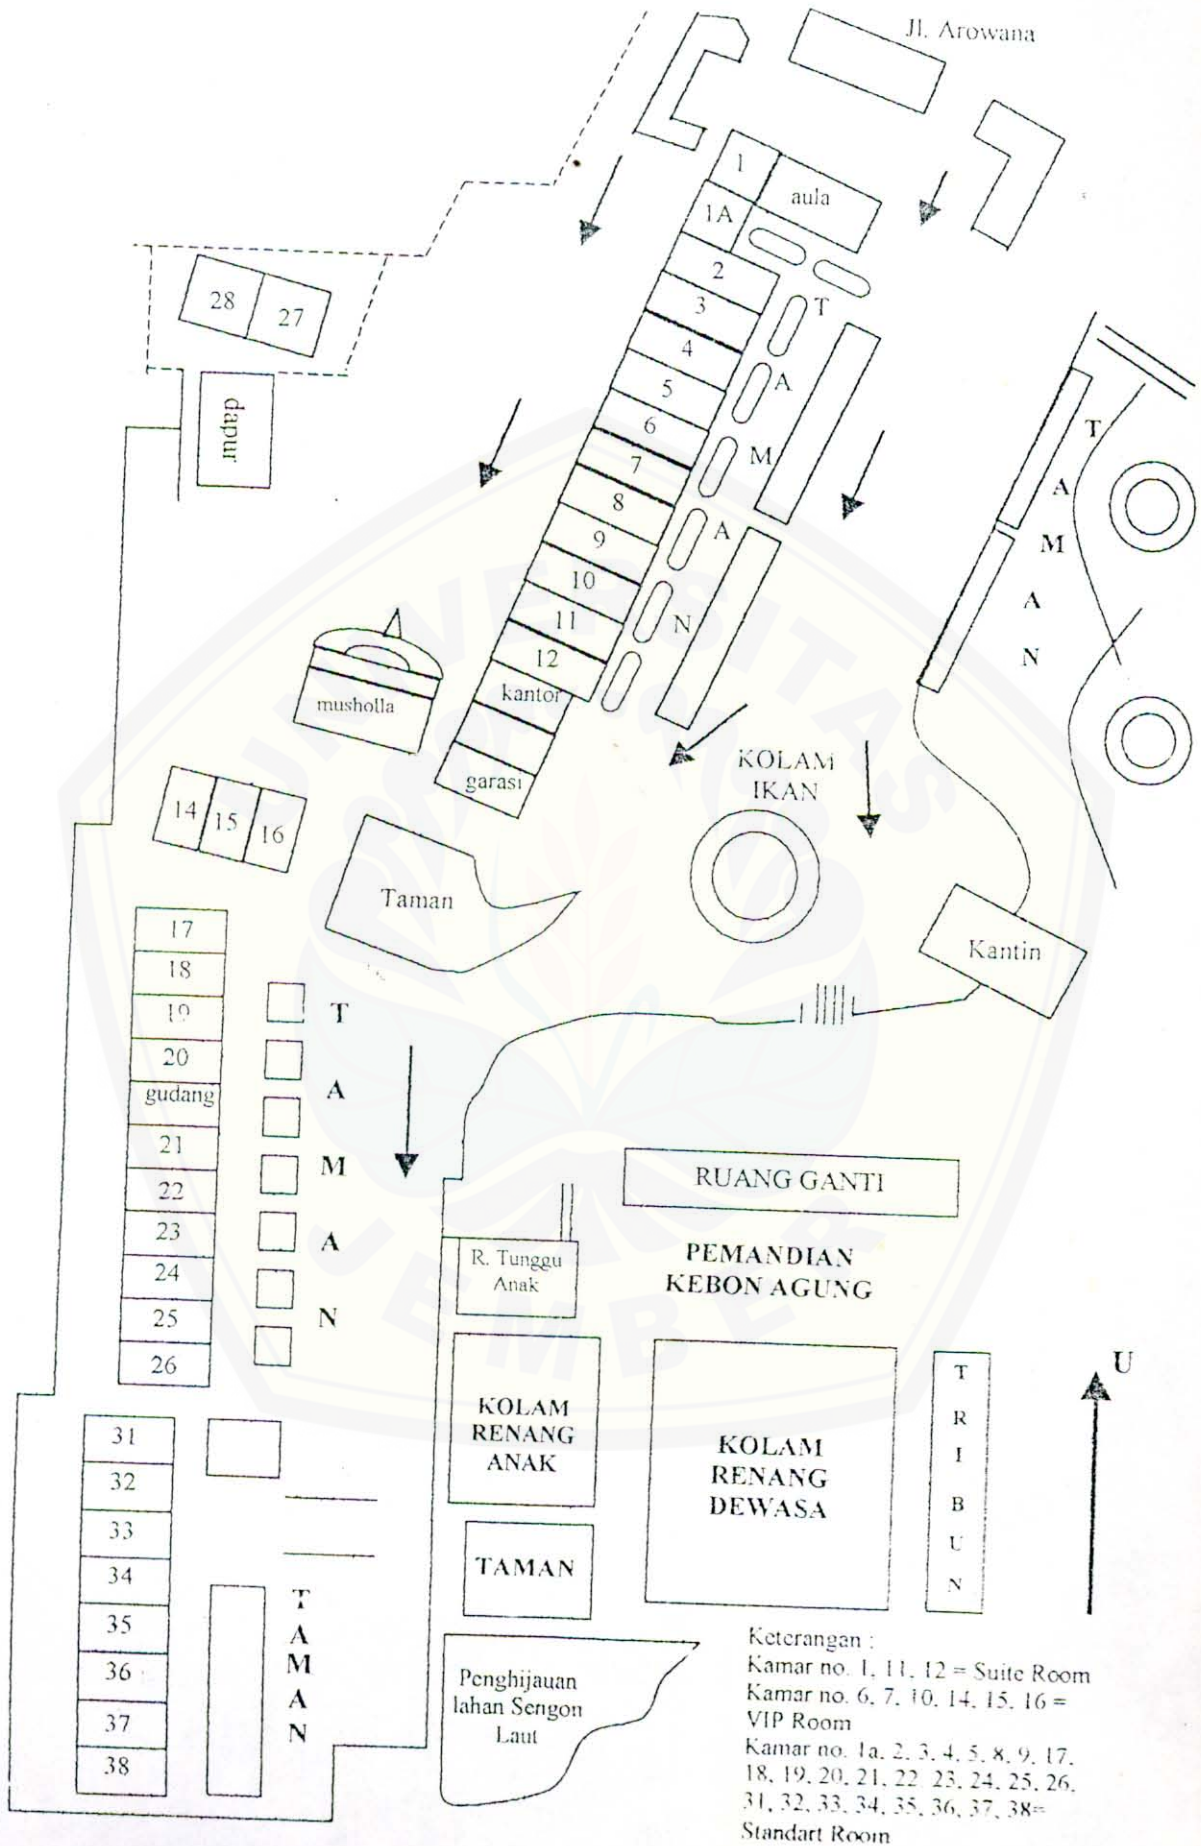 Jl. Arowana
1
aula
1A
2
3
4
5
6
7
8
9
10
11
12
kantor
garasi
T
A
M
A
N
28
27
dapur
T
A
M
A
N
musholla
14
15
16
Taman
KOLAM
IKAN
Kantin
17
18
19
20
gudang
21
22
23
24
25
26
T
A
M
A
N
RUANG GANTI
R. Tunggu
Anak
PEMANDIAN
KEBON AGUNG
KOLAM
RENANG
ANAK
KOLAM
RENANG
DEWASA
T
R
I
B
U
N
U
31
32
33
34
35
36
37
38
T
A
M
A
N
TAMAN
Penghijauan
lahan Sengon
Laut
Keterangan :
Kamar no. 1, 11, 12 = Suite Room
Kamar no. 6, 7, 10, 14, 15, 16 =
VIP Room
Kamar no. 1a, 2, 3, 4, 5, 8, 9, 17,
18, 19, 20, 21, 22 23, 24, 25, 26,
31, 32, 33, 34, 35, 36, 37, 38=
Standart Room
UNIVERSITAS
JEMBER